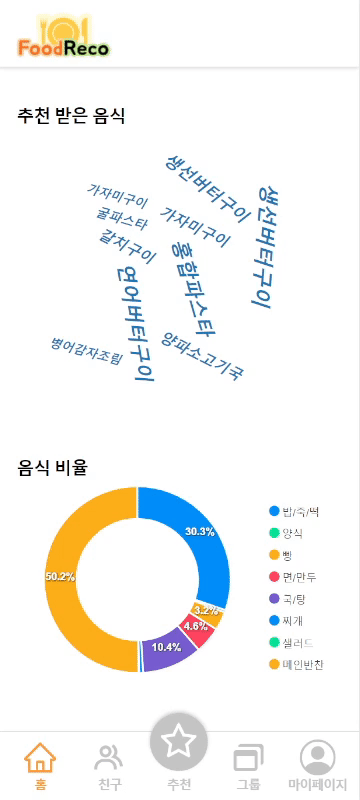 FoodReco
추천 받은 음식
생선버터구이
생선버터구이
가자미구이
굴파스타
가자미구이
갈치구이
홍합파스타
연어버터구이
병어감자조림
양파소고기국
음식 비율
30.3%
3.2%
4.6%
10.4%
50.2%
밥/죽/떡
양식
빵
면/만두
국/탕
찌개
샐러드
메인반찬
홈
친구
추천
그룹
마이페이지